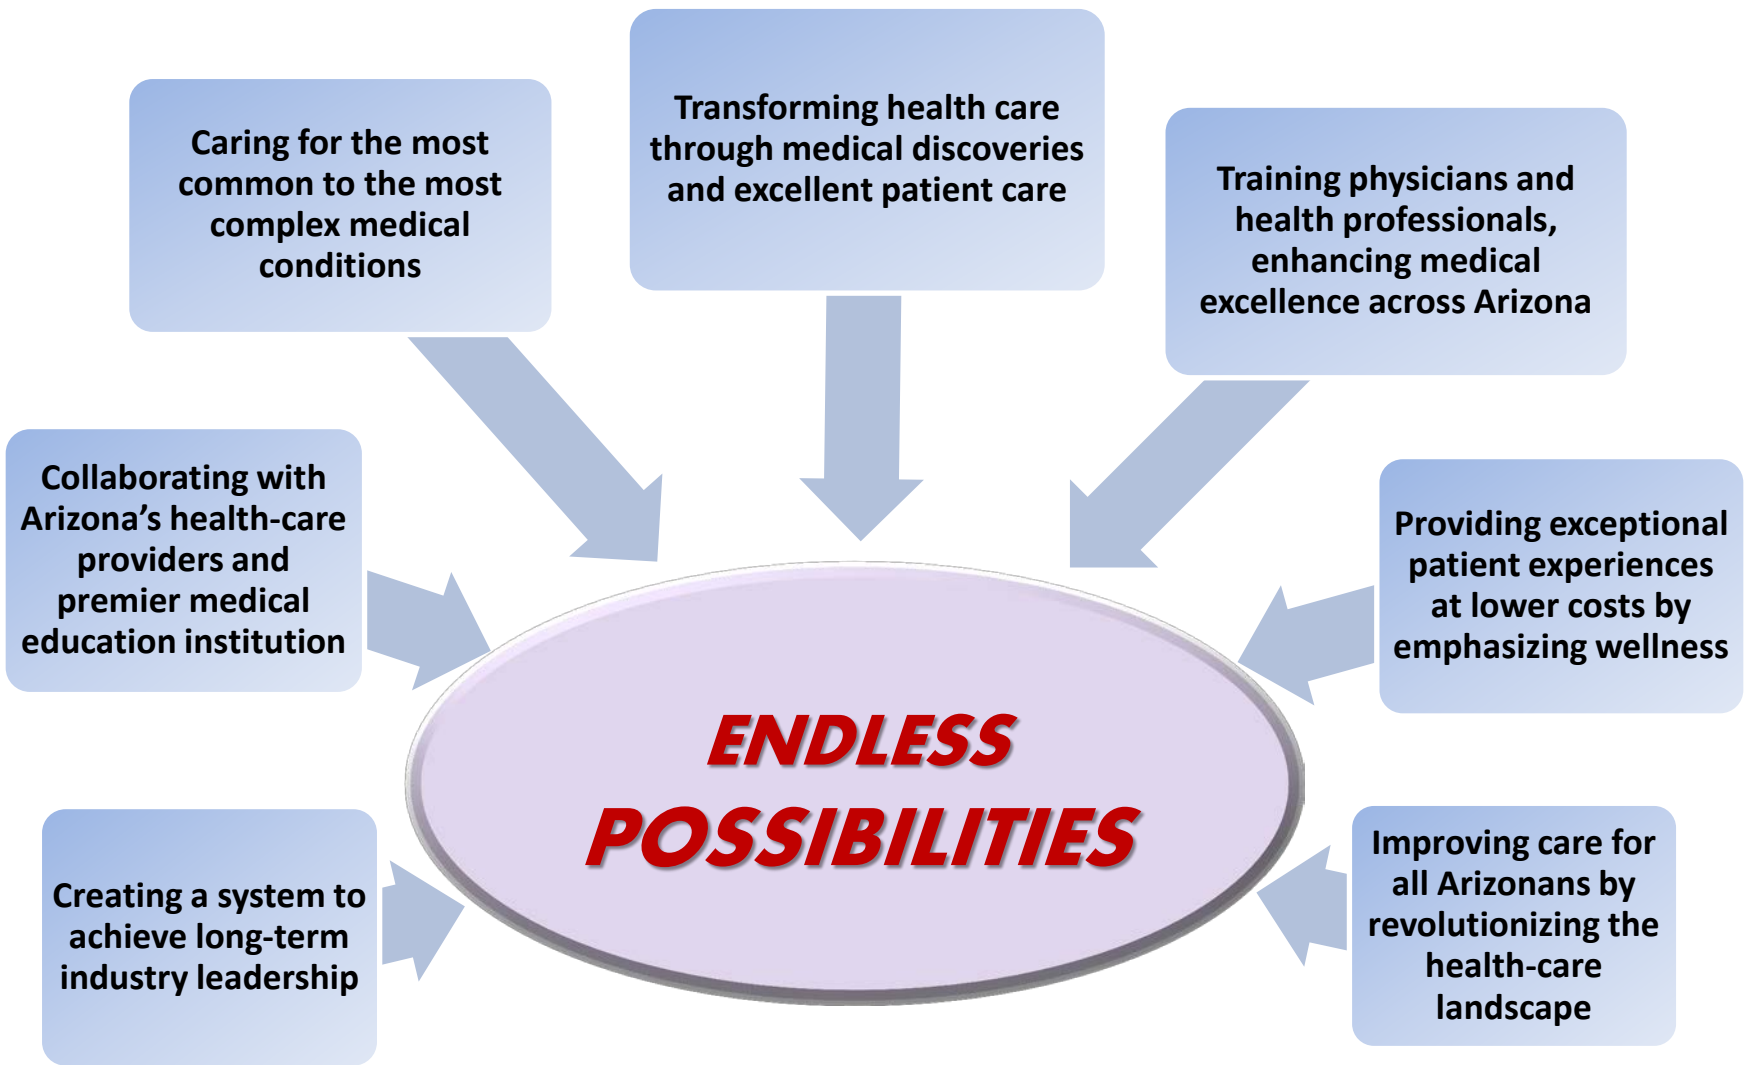 Transforming health care
through medical discoveries
and excellent patient care
Caring for the most
common to the most
complex medical
conditions
Training physicians and
health professionals,
enhancing medical
excellence across Arizona
Collaborating with
Arizona’s health-care
providers and
premier medical
education institution
Providing exceptional
patient experiences
at lower costs by
emphasizing wellness
ENDLESS
POSSIBILITIES
Creating a system to
achieve long-term
industry leadership
Improving care for
all Arizonans by
revolutionizing the
health-care
landscape